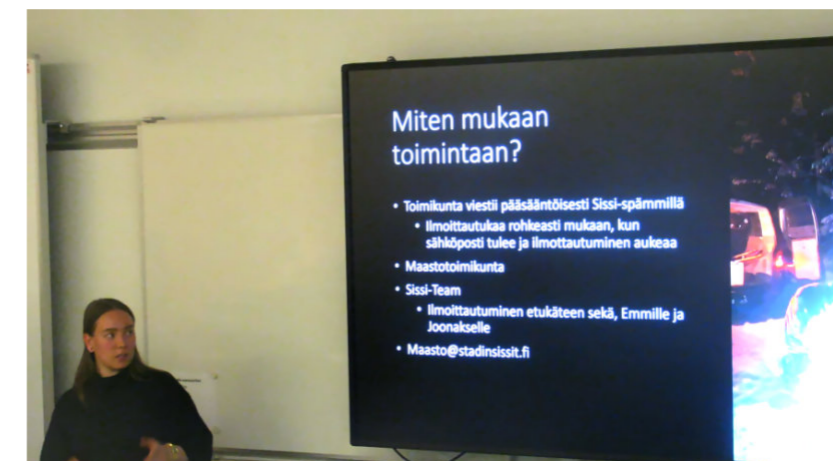 Miten mukaan
toimintaan?
• Toimikunta viestii pääsääntöisesti Sissi-spämmillä
• Ilmoittautukaa rohkeasti mukaan, kun
sähköposti tulee ja ilmottautuminen aukeaa
• Maastotoimikunta
• Sissi-Team
• Ilmoittautuminen etukäteen sekä, Emmille ja
Joonakselle
• Maasto@stadinsissit.fi